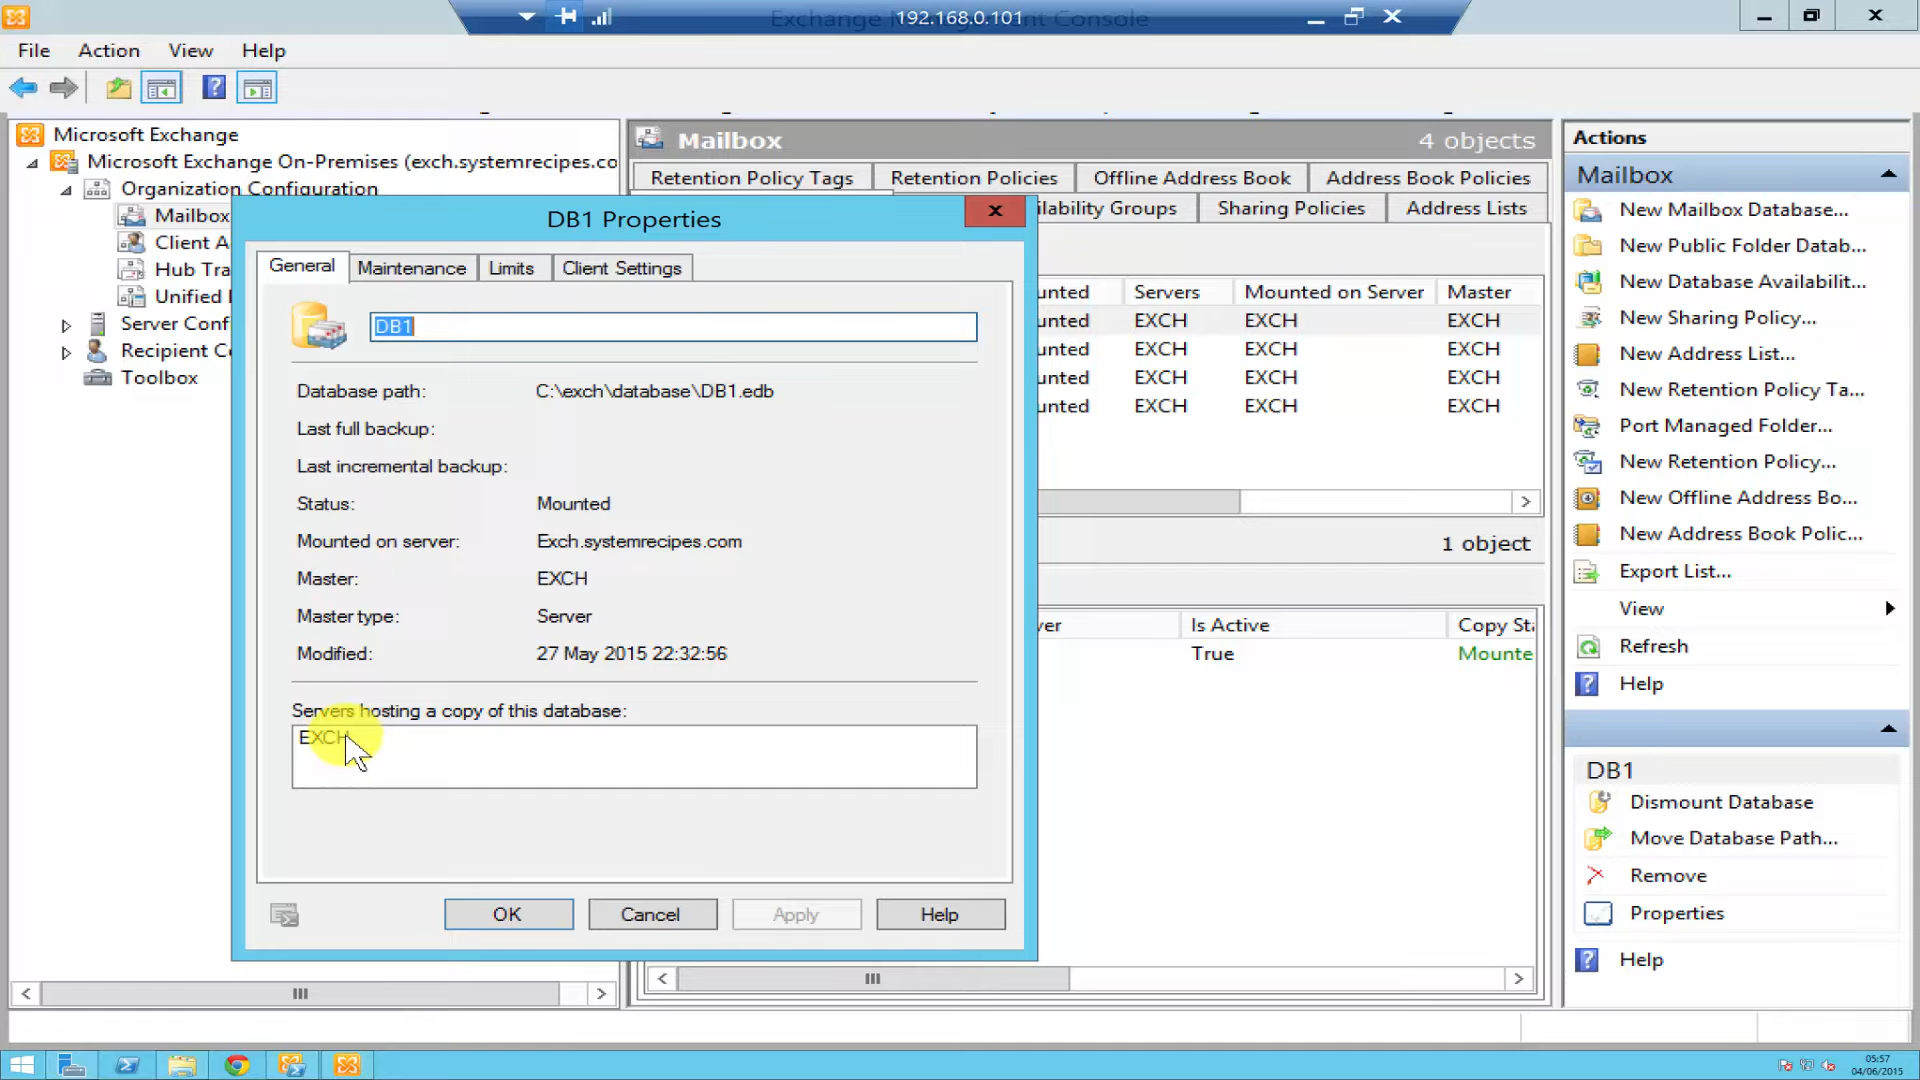 Exchange M
192.168.0.101
nt Console
File Action View Help
Microsoft Exchange
Microsoft Exchange On-Premises (exch.systemrecipes.co
Organization Configuration
Mailbox
Client A
Hub Tra
Unified
Server Conf
Recipient C
Toolbox
Mailbox
4 objects
Retention Policy Tags
Retention Policies
Offline Address Book
Address Book Policies
ilability Groups
Sharing Policies
Address Lists
unted Servers Mounted on Server Master
unted EXCH EXCH EXCH
unted EXCH EXCH EXCH
unted EXCH EXCH EXCH
unted EXCH EXCH EXCH
1 object
ver Is Active Copy Sta
True Mounte
DB1 Properties
x
General Maintenance Limits Client Settings
DB1
Database path: C:\exch\database\DB1.edb
Last full backup:
Last incremental backup:
Status: Mounted
Mounted on server: Exch.systemrecipes.com
Master: EXCH
Master type: Server
Modified: 27 May 2015 22:32:56
Servers hosting a copy of this database:
EXCH
OK Cancel Apply Help
Actions
Mailbox
New Mailbox Database...
New Public Folder Datab...
New Database Availabilit...
New Sharing Policy...
New Address List...
New Retention Policy Ta...
Port Managed Folder...
New Retention Policy...
New Offline Address Bo...
New Address Book Polic...
Export List...
View
Refresh
Help
DB1
Dismount Database
Move Database Path...
Remove
Properties
Help
05:57
04/06/2015